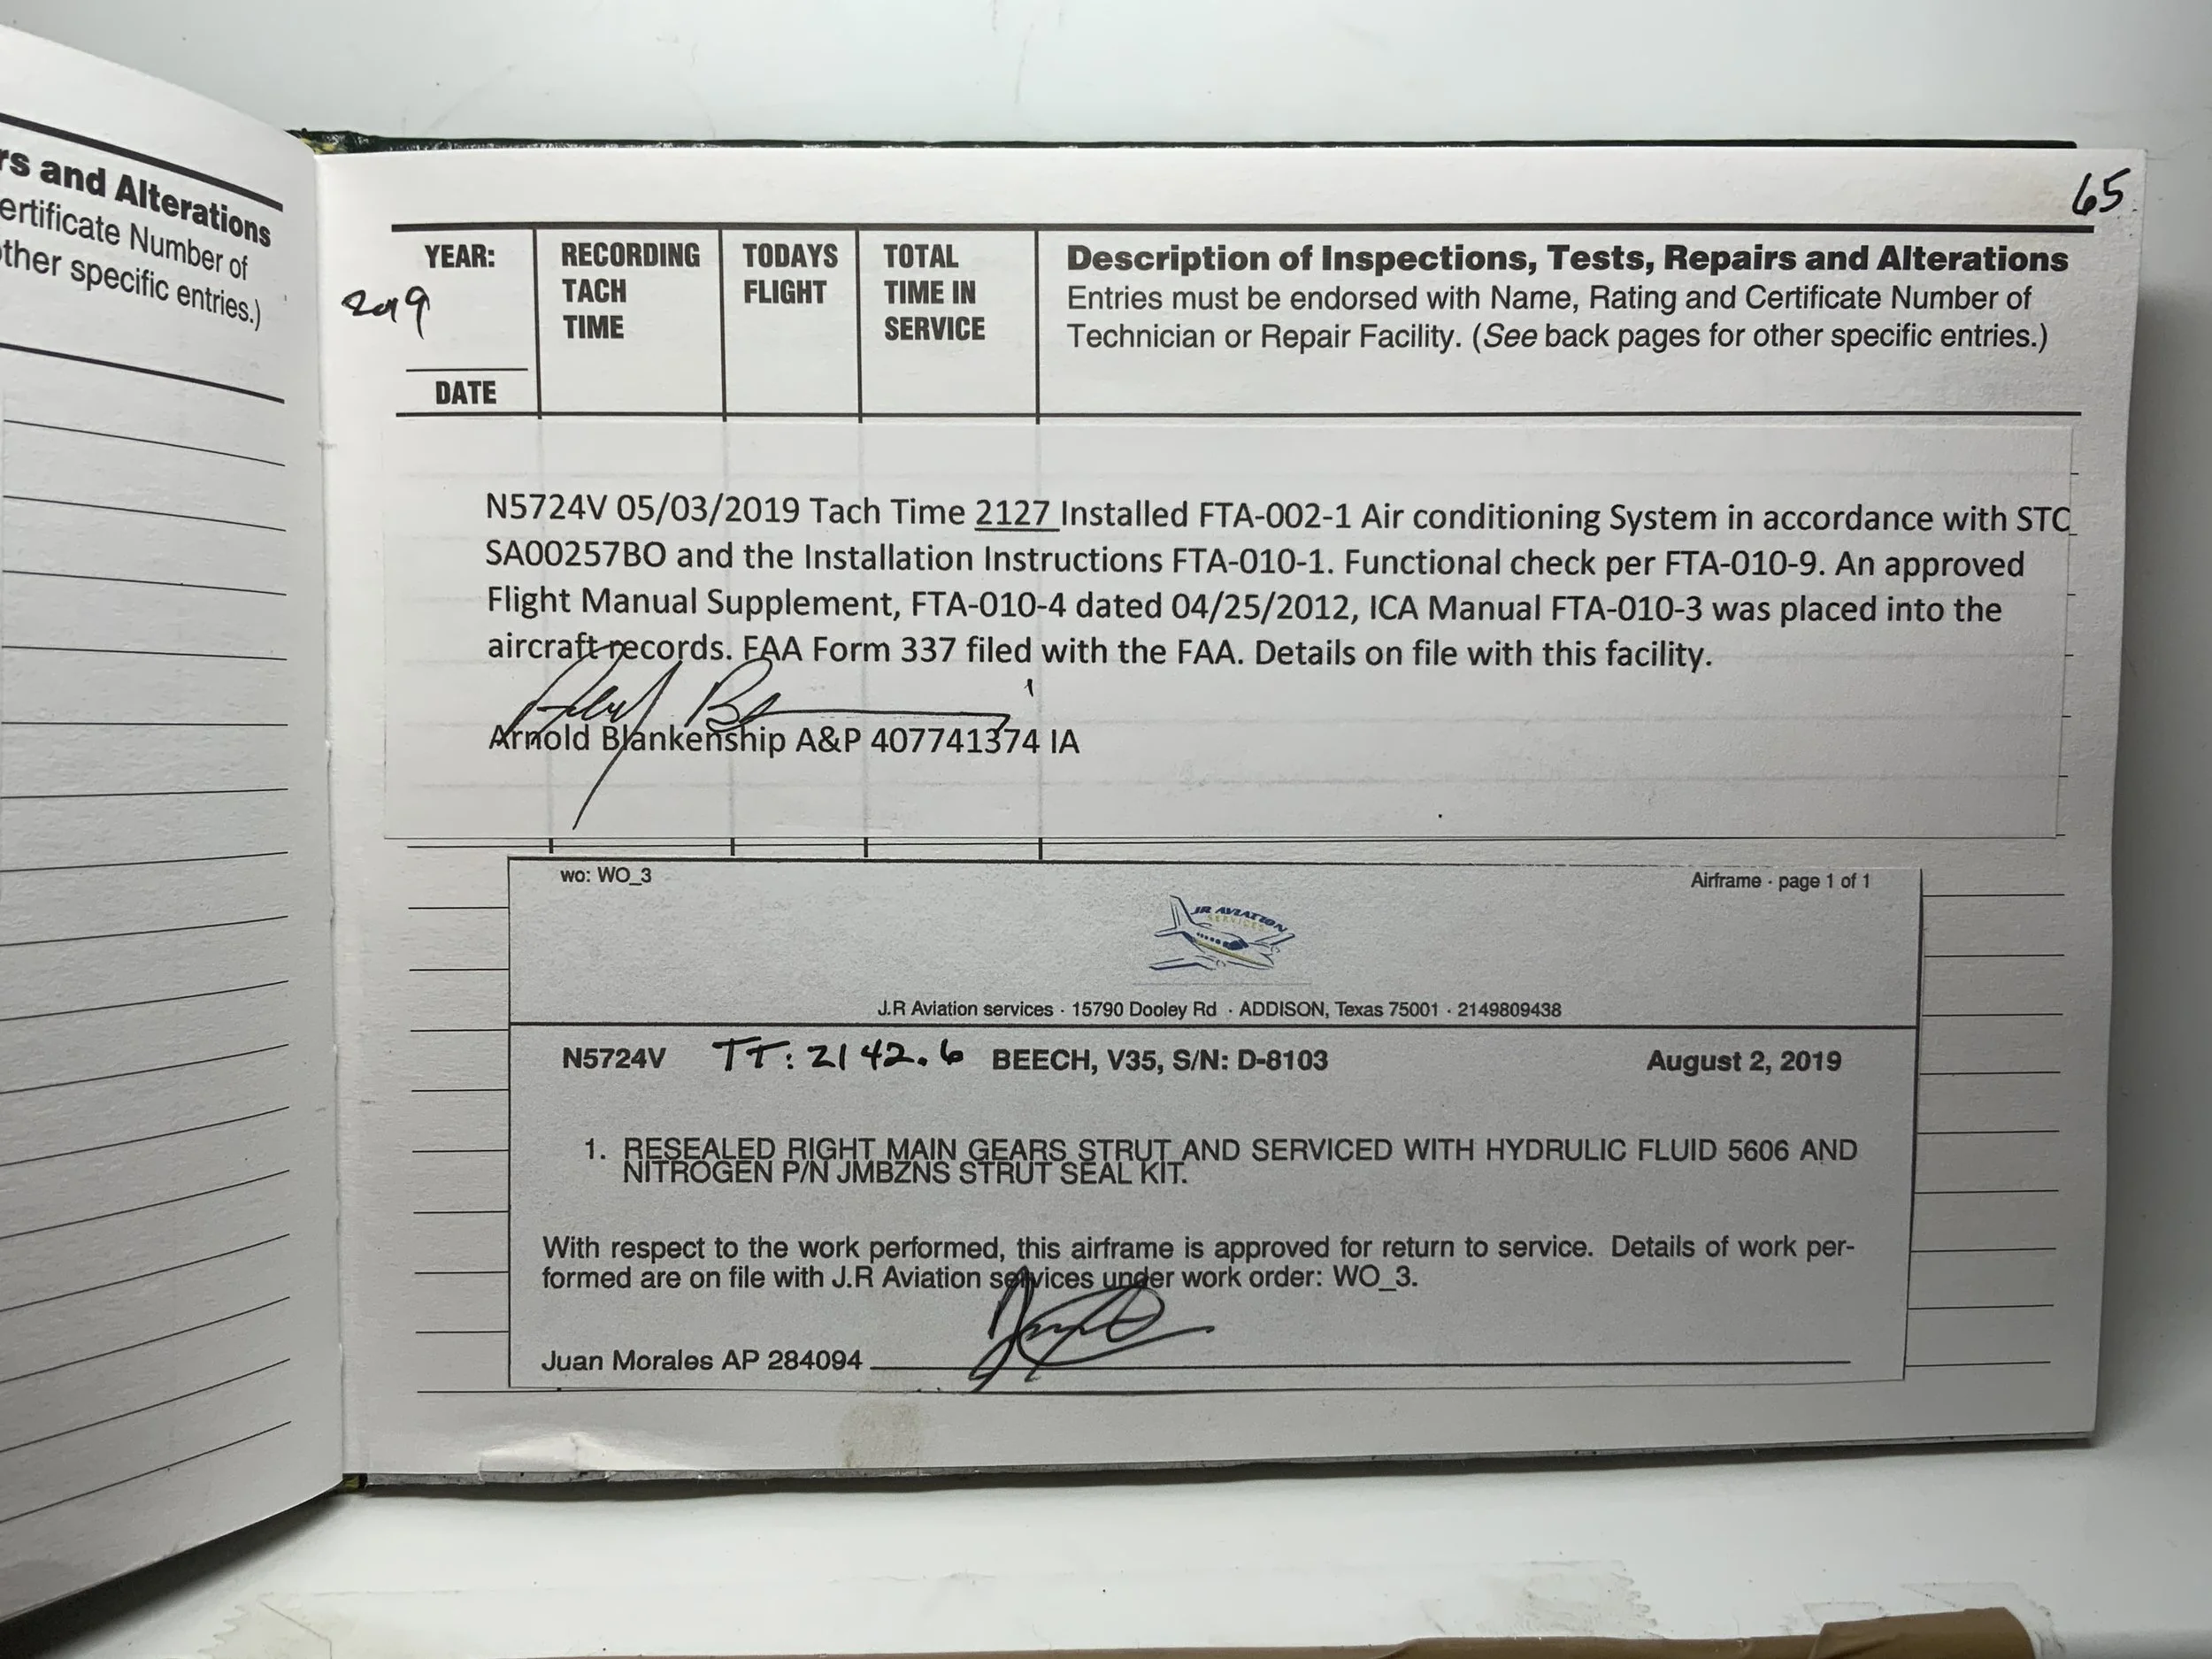 rs and Alterations
ertificate Number of
other specific entries.)
65
YEAR:
2019
DATE
RECORDING
TACH
TIME
TODAYS
FLIGHT
TOTAL
TIME IN
SERVICE
Description of Inspections, Tests, Repairs and Alterations
Entries must be endorsed with Name, Rating and Certificate Number of
Technician or Repair Facility. (See back pages for other specific entries.)
N5724V 05/03/2019 Tach Time 2127 Installed FTA-002-1 Air conditioning System in accordance with STC
SA00257BO and the Installation Instructions FTA-010-1. Functional check per FTA-010-9. An approved
Flight Manual Supplement, FTA-010-4 dated 04/25/2012, ICA Manual FTA-010-3 was placed into the
aircraft records. FAA Form 337 filed with the FAA. Details on file with this facility.
Arnold Blankenship A&P 407741374 IA
wo: WO_3
Airframe - page 1 of 1
JR AVIATION
SERVICES
J.R Aviation services · 15790 Dooley Rd · ADDISON, Texas 75001 · 2149809438
N5724V TT: 2142.6 BEECH, V35, S/N: D-8103 August 2, 2019
1. RESEALED RIGHT MAIN GEARS STRUT AND SERVICED WITH HYDRULIC FLUID 5606 AND
NITROGEN P/N JMBZNS STRUT SEAL KIT.
With respect to the work performed, this airframe is approved for return to service. Details of work per-
formed are on file with J.R Aviation services under work order: WO_3.
Juan Morales AP 284094